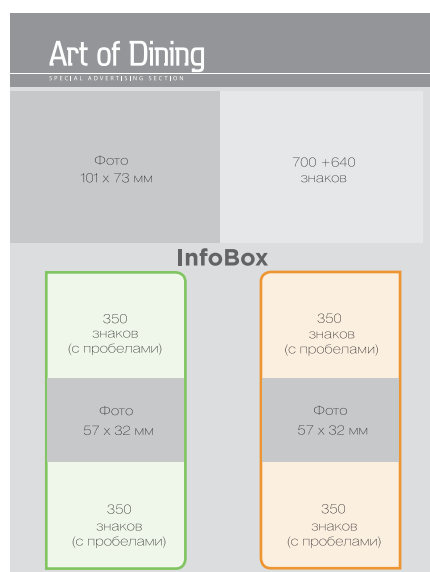 Art of Dining
SPECIAL ADVERTISING SECTION
Фото
101 x 73 мм
700 +640
знаков
InfoBox
350
знаков
(с пробелами)
Фото
57 x 32 мм
350
знаков
(с пробелами)
350
знаков
(с пробелами)
Фото
57 x 32 мм
350
знаков
(с пробелами)